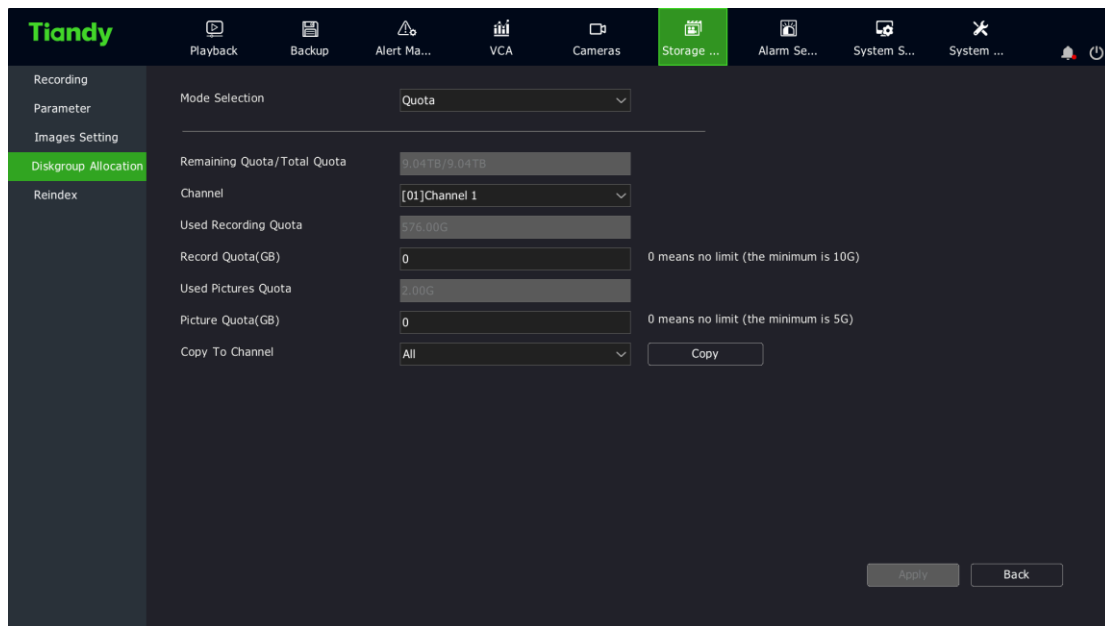 Tiandy
Playback
Backup
Alert Ma...
VCA
Cameras
Storage ...
Alarm Se...
System S...
System ...
Recording
Parameter
Images Setting
Diskgroup Allocation
Reindex
Mode Selection Quota
Remaining Quota/Total Quota 9.04TB/9.04TB
Channel [01]Channel 1
Used Recording Quota 576.00G
Record Quota(GB) 0 0 means no limit (the minimum is 10G)
Used Pictures Quota 2.00G
Picture Quota(GB) 0 0 means no limit (the minimum is 5G)
Copy To Channel All Copy
Apply Back